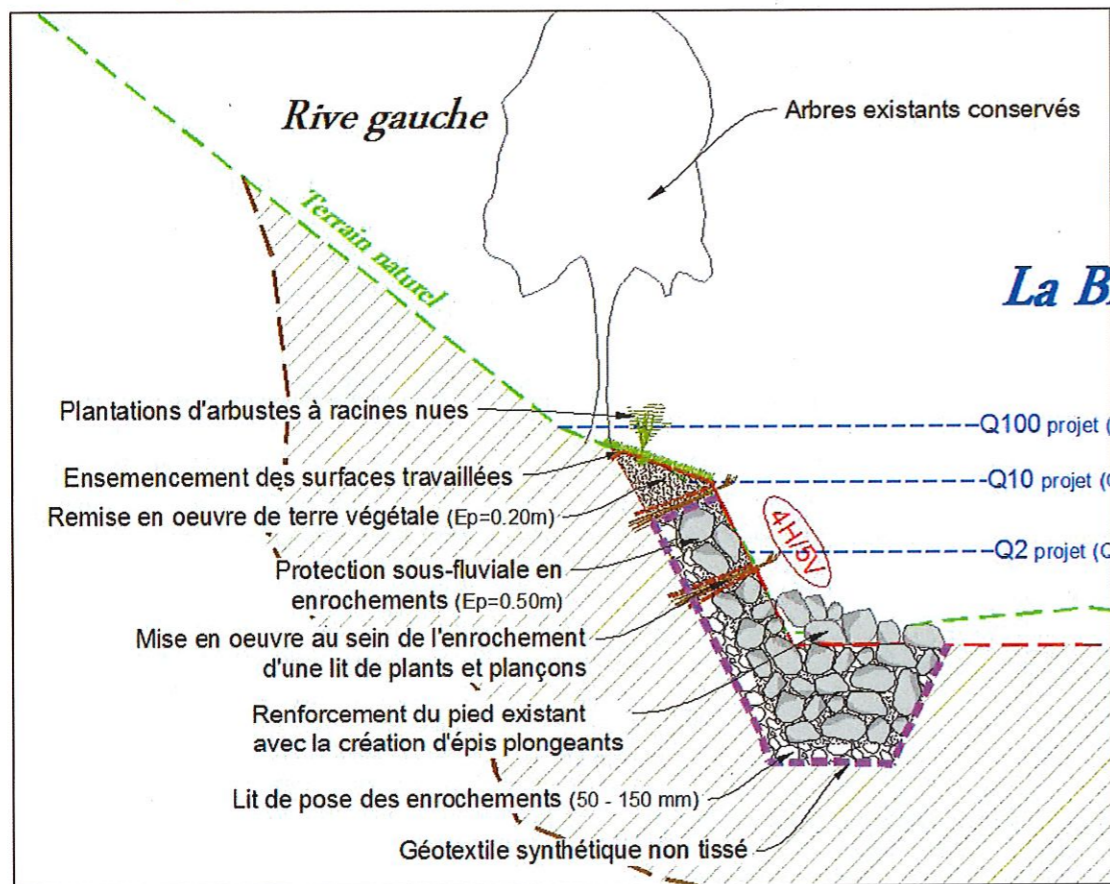 Rive gauche
Arbres existants conservés
Terrain naturel
La B
Plantations d'arbustes à racines nues
Q100 projet (
Ensemencement des surfaces travaillées
Q10 projet (
Remise en oeuvre de terre végétale (Ep=0.20m)
4H/5V
Q2 projet (
Protection sous-fluviale en
enrochements (Ep=0.50m)
Mise en oeuvre au sein de l'enrochement
d'une lit de plants et plançons
Renforcement du pied existant
avec la création d'épis plongeants
Lit de pose des enrochements (50 - 150 mm)
Géotextile synthétique non tissé